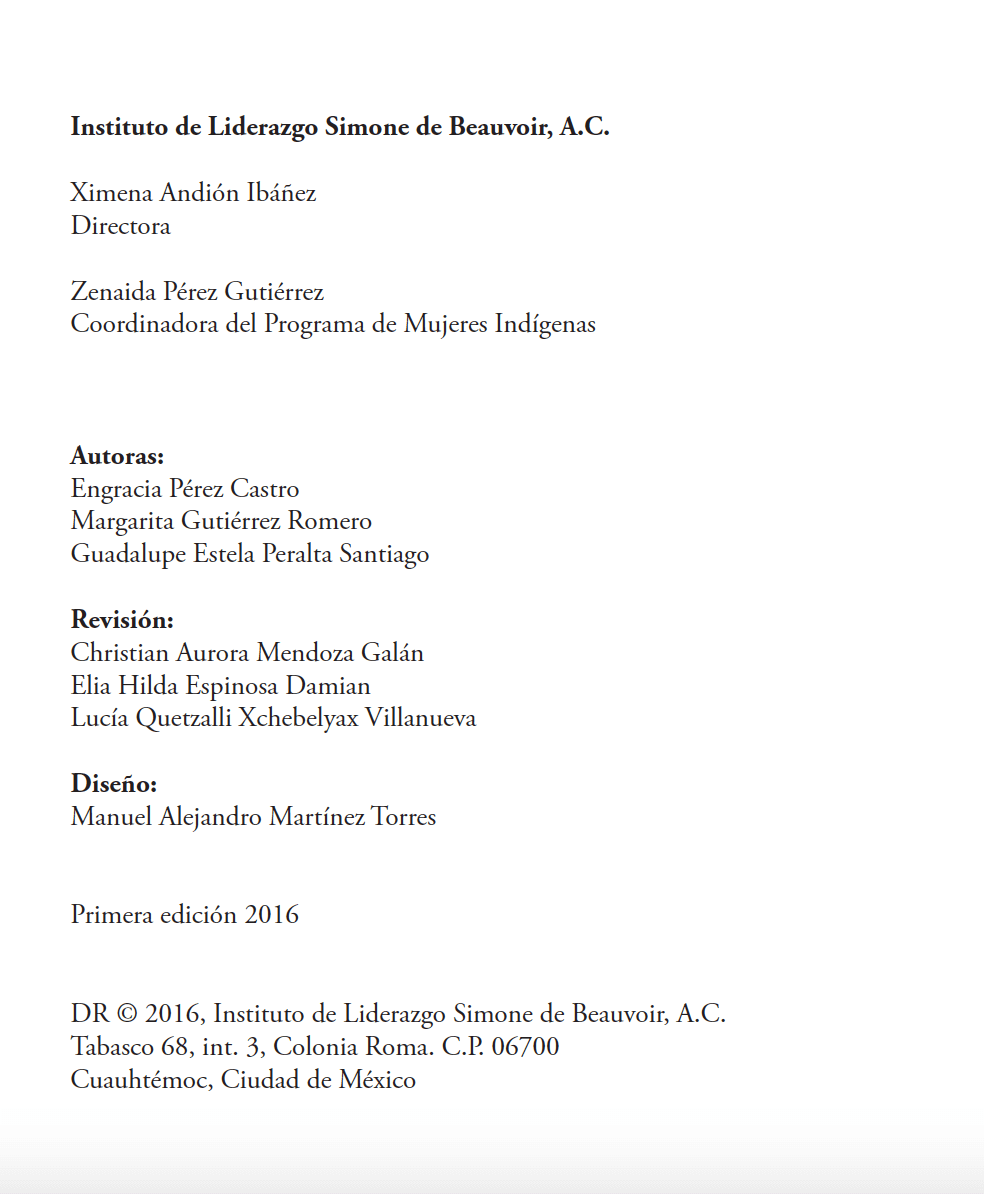 Instituto de Liderazgo Simone de Beauvoir, A.C.
Ximena Andión Ibáñez
Directora
Zenaida Pérez Gutiérrez
Coordinadora del Programa de Mujeres Indígenas
Autoras:
Engracia Pérez Castro
Margarita Gutiérrez Romero
Guadalupe Estela Peralta Santiago
Revisión:
Christian Aurora Mendoza Galán
Elia Hilda Espinosa Damian
Lucía Quetzalli Xchebelyax Villanueva
Diseño:
Manuel Alejandro Martínez Torres
Primera edición 2016
DR © 2016, Instituto de Liderazgo Simone de Beauvoir, A.C.
Tabasco 68, int. 3, Colonia Roma. C.P. 06700
Cuauhtémoc, Ciudad de México